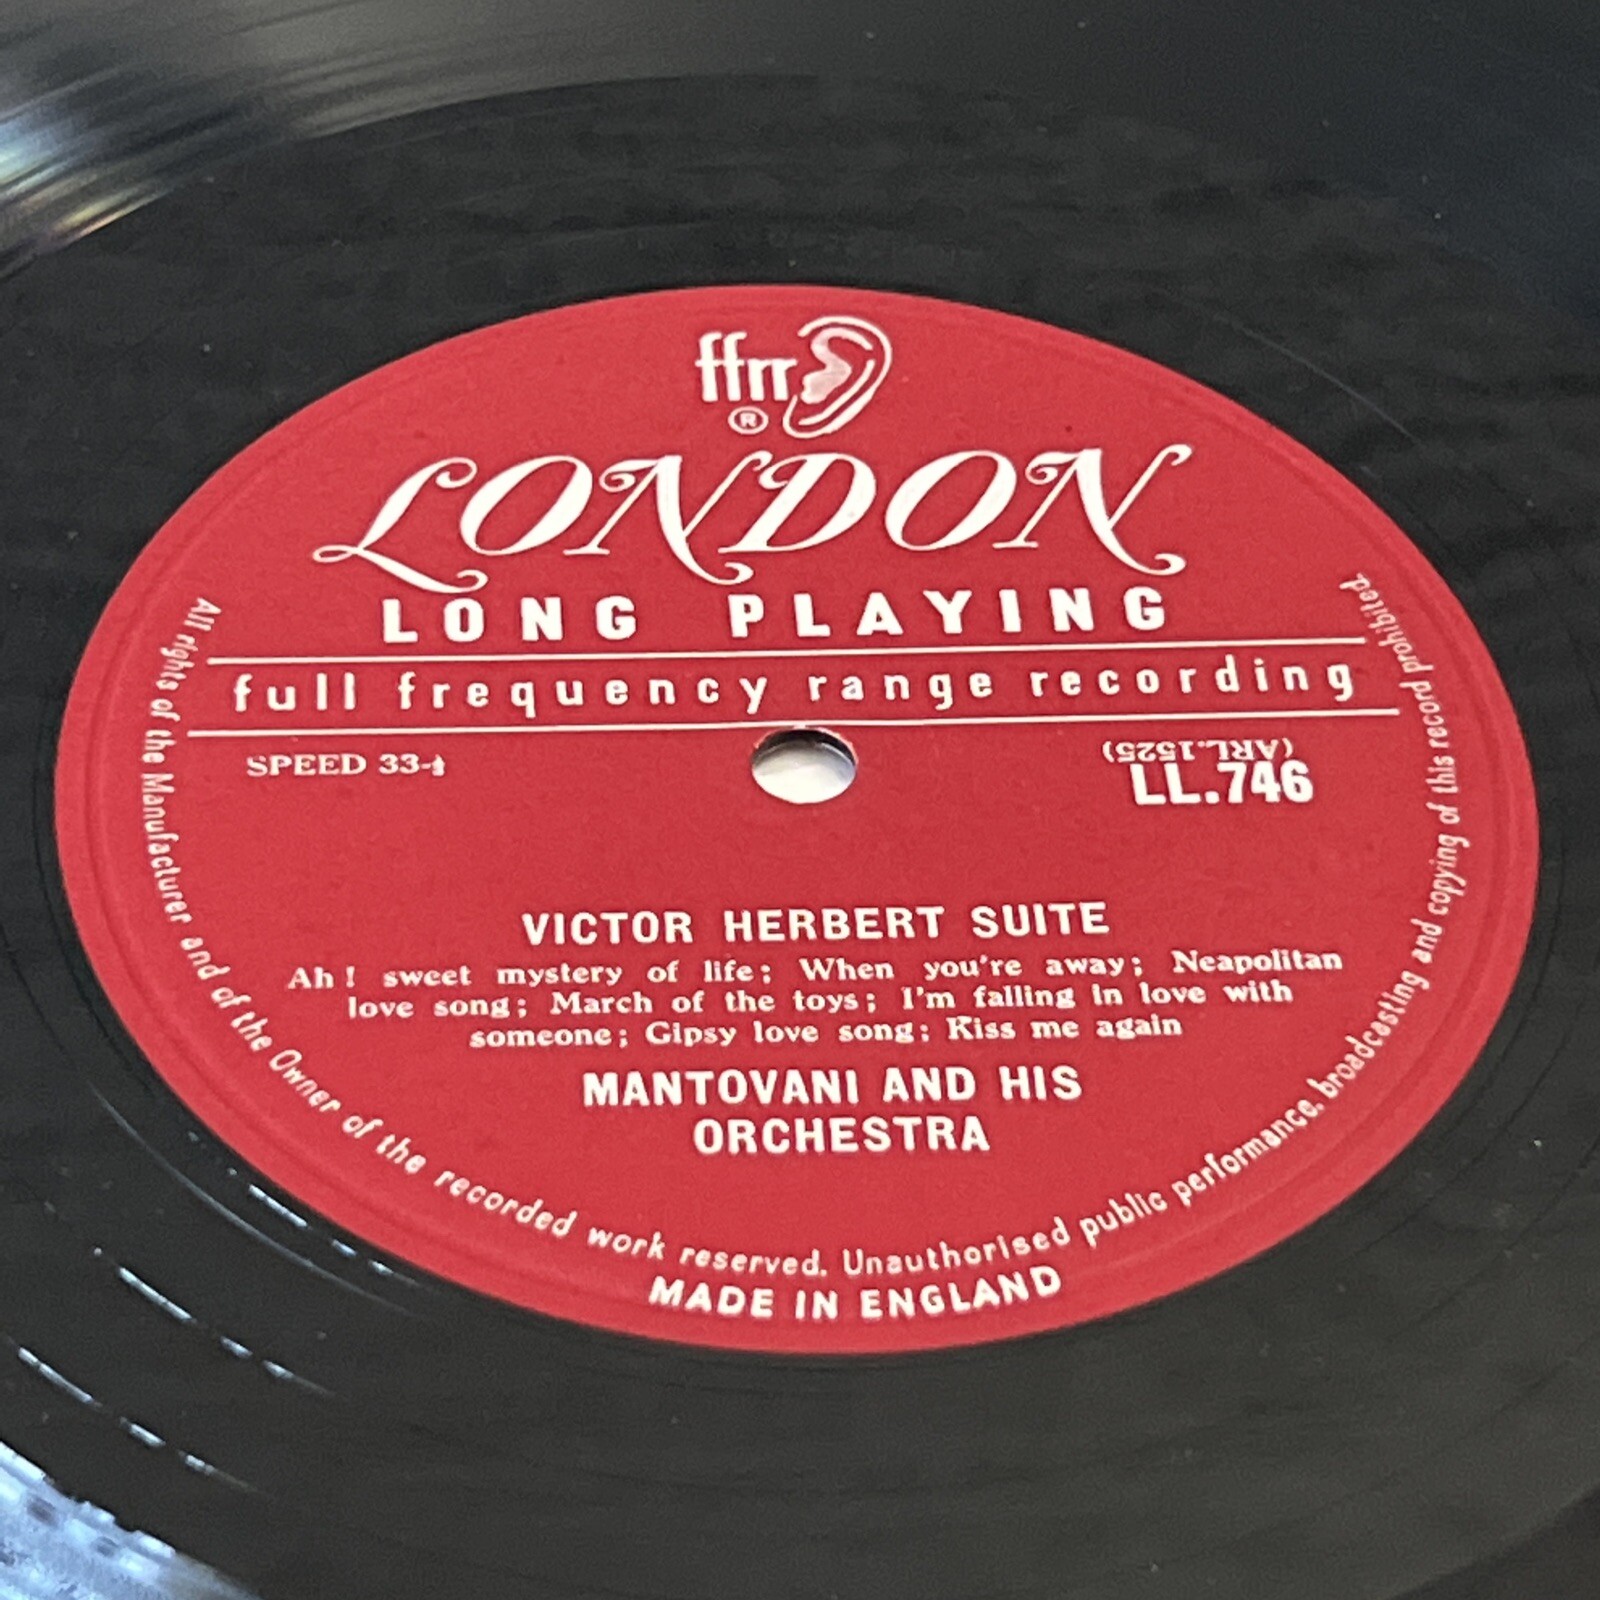 ffrr
®
LONDON
LONG PLAYING
full frequency range recording
SPEED 33-⅓
(ARL.1525)
LL.746
VICTOR HERBERT SUITE
Ah! sweet mystery of life; When you're away; Neapolitan
love song; March of the toys; I'm falling in love with
someone; Gipsy love song; Kiss me again
MANTOVANI AND HIS
ORCHESTRA
All rights of the Manufacturer and of the Owner of the recorded work reserved. Unauthorised public performance, broadcasting and copying of this record prohibited.
MADE IN ENGLAND